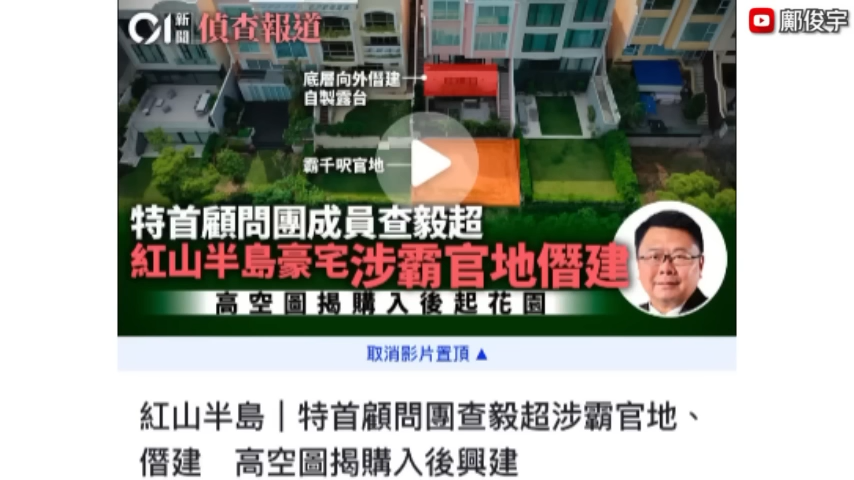 鄺俊宇
01 新聞 偵查報道
底層向外僭建
自製露台
霸千呎官地
特首顧問團成員查毅超
紅山半島豪宅涉霸官地僭建
高空圖揭購入後起花園
取消影片置頂 ▲
紅山半島｜特首顧問團查毅超涉霸官地、
僭建　高空圖揭購入後興建